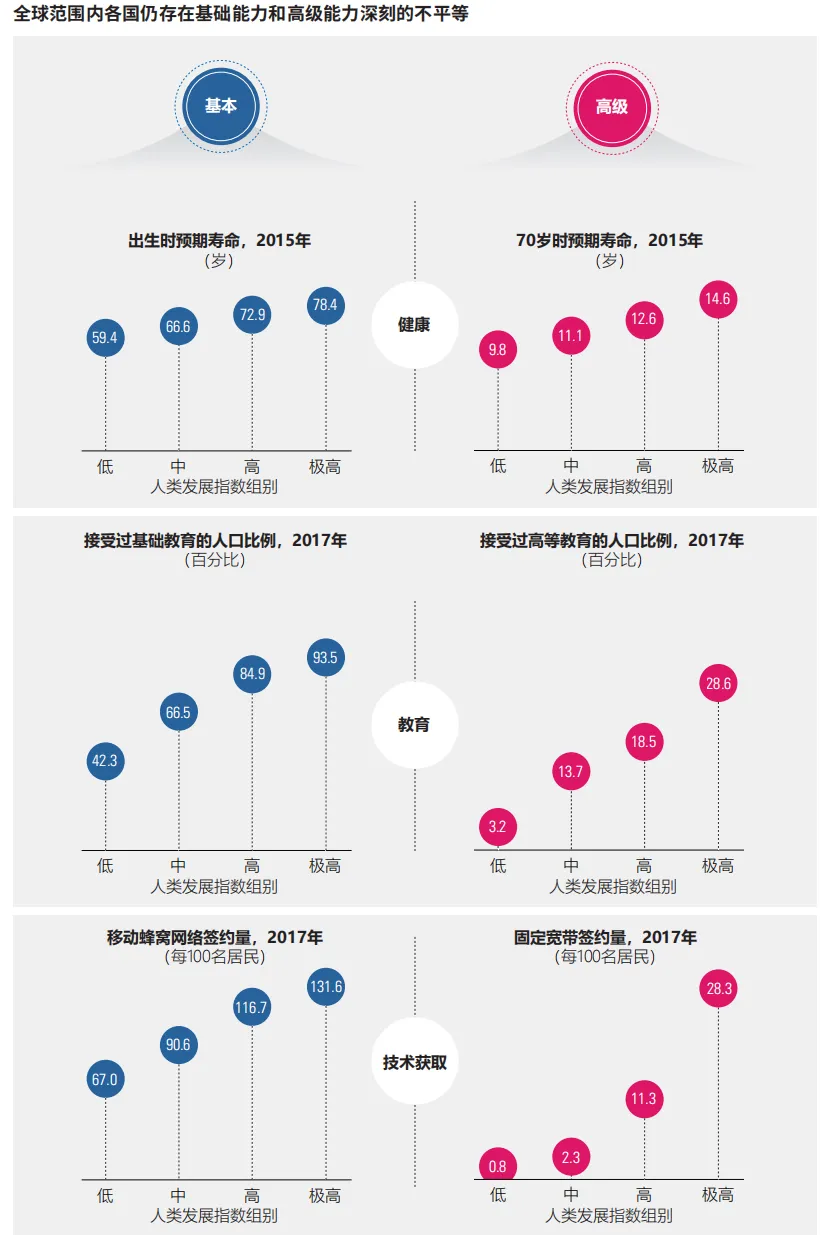 全球范围内各国仍存在基础能力和高级能力深刻的不平等
基本
高级
出生时预期寿命，2015年
（岁）
59.4
66.6
72.9
78.4
低
中
高
极高
人类发展指数组别
健康
70岁时预期寿命，2015年
（岁）
9.8
11.1
12.6
14.6
低
中
高
极高
人类发展指数组别
接受过基础教育的人口比例，2017年
（百分比）
42.3
66.5
84.9
93.5
低
中
高
极高
人类发展指数组别
教育
接受过高等教育的人口比例，2017年
（百分比）
3.2
13.7
18.5
28.6
低
中
高
极高
人类发展指数组别
移动蜂窝网络签约量，2017年
（每100名居民）
67.0
90.6
116.7
131.6
低
中
高
极高
人类发展指数组别
技术获取
固定宽带签约量，2017年
（每100名居民）
0.8
2.3
11.3
28.3
低
中
高
极高
人类发展指数组别